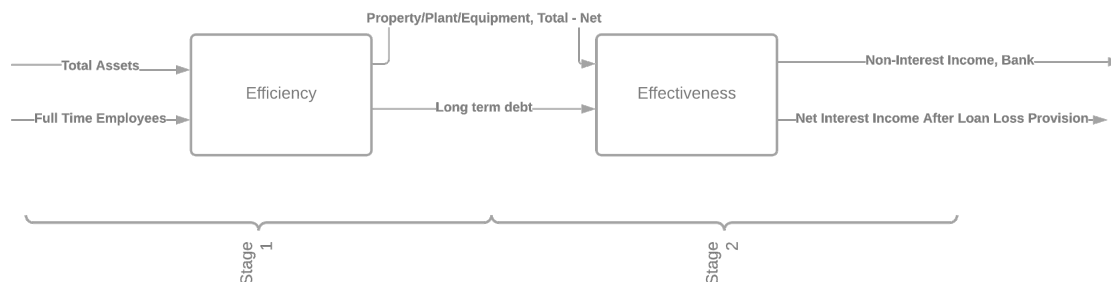 Property/Plant/Equipment, Total - Net
Total Assets
Non-Interest Income, Bank
Efficiency
Effectiveness
Long term debt
Full Time Employees
Net Interest Income After Loan Loss Provision
Stage
1
Stage
2